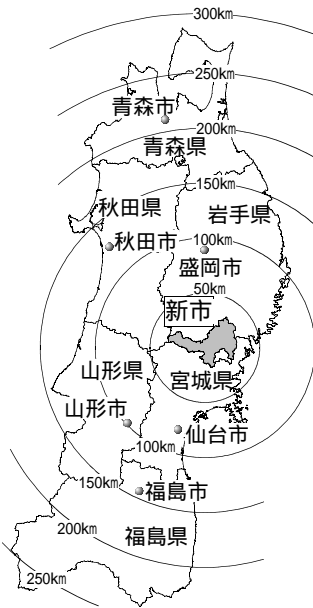 300km
250km
青森市
200km
青森県
150km
秋田県
岩手県
秋田市
100km
盛岡市
50km
新市
山形県
宮城県
山形市
仙台市
100km
150km
福島市
200km
福島県
250km